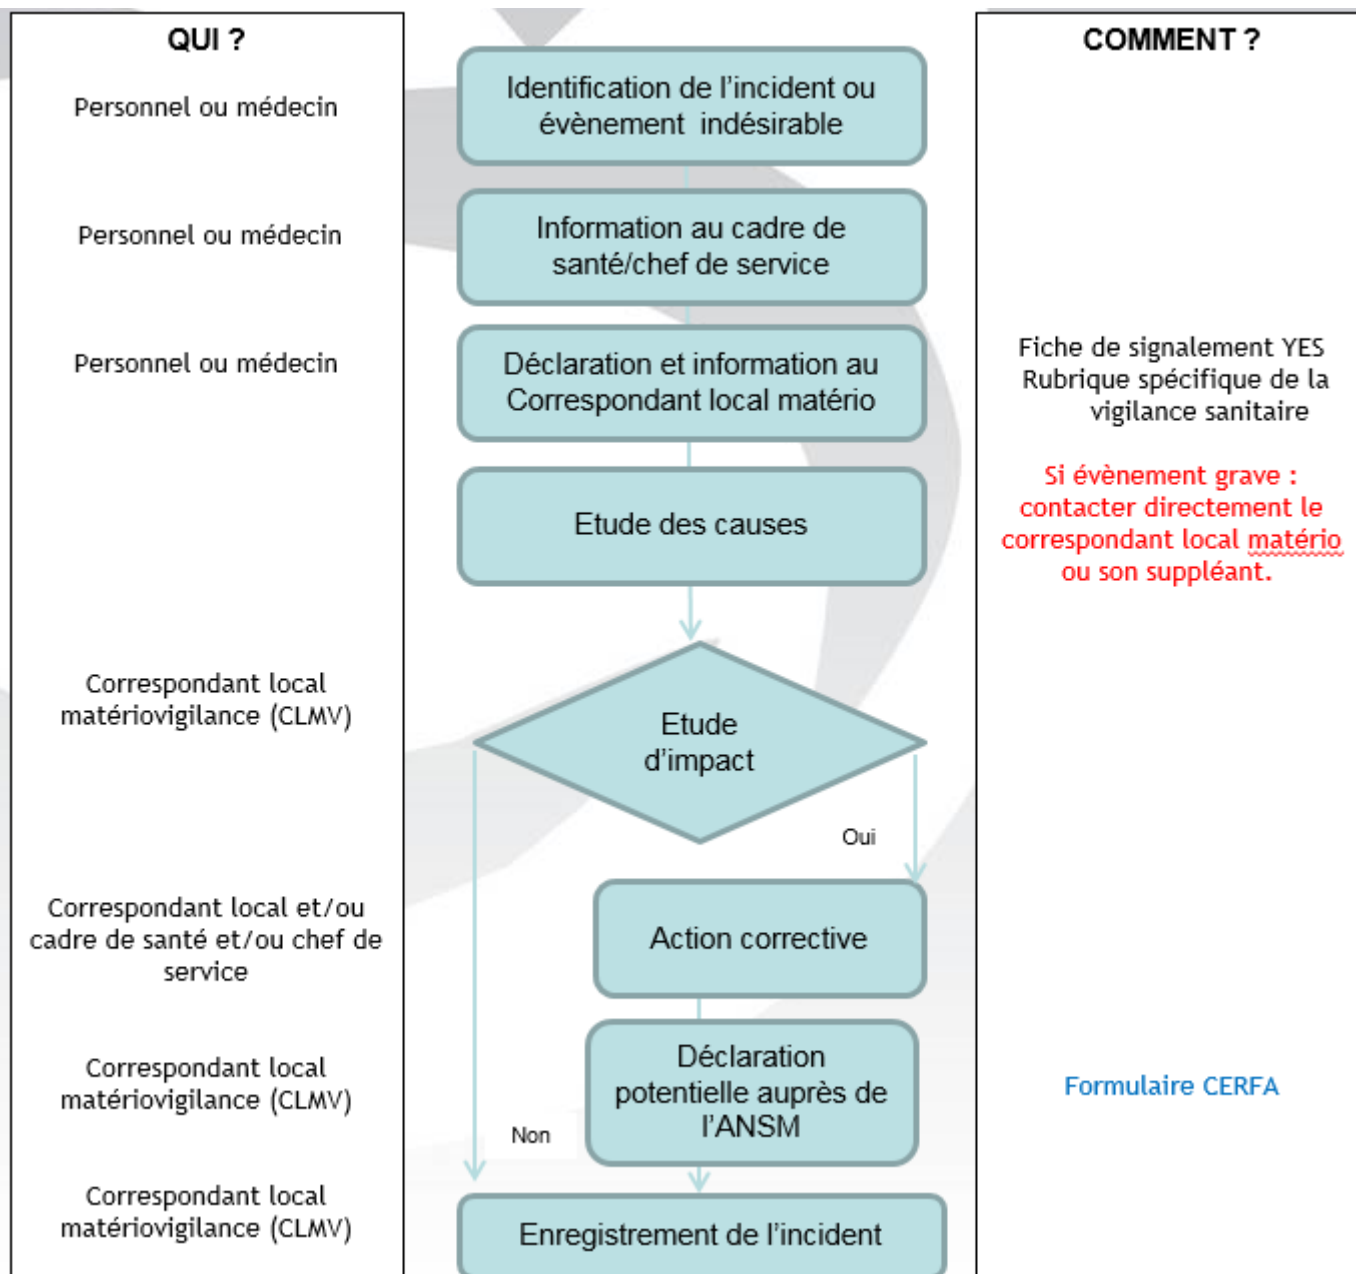 QUI ?
Personnel ou médecin
Personnel ou médecin
Personnel ou médecin
Correspondant local
matériovigilance (CLMV)
Correspondant local et/ou
cadre de santé et/ou chef de
service
Correspondant local
matériovigilance (CLMV)
Correspondant local
matériovigilance (CLMV)
Identification de l'incident ou
évènement indésirable
Information au cadre de
santé/chef de service
Déclaration et information au
Correspondant local matério
Etude des causes
Etude
d'impact
Oui
Action corrective
Déclaration
potentielle auprès de
l'ANSM
Non
Enregistrement de l'incident
COMMENT ?
Fiche de signalement YES
Rubrique spécifique de la
vigilance sanitaire
Si évènement grave :
contacter directement le
correspondant local matério
ou son suppléant.
Formulaire CERFA